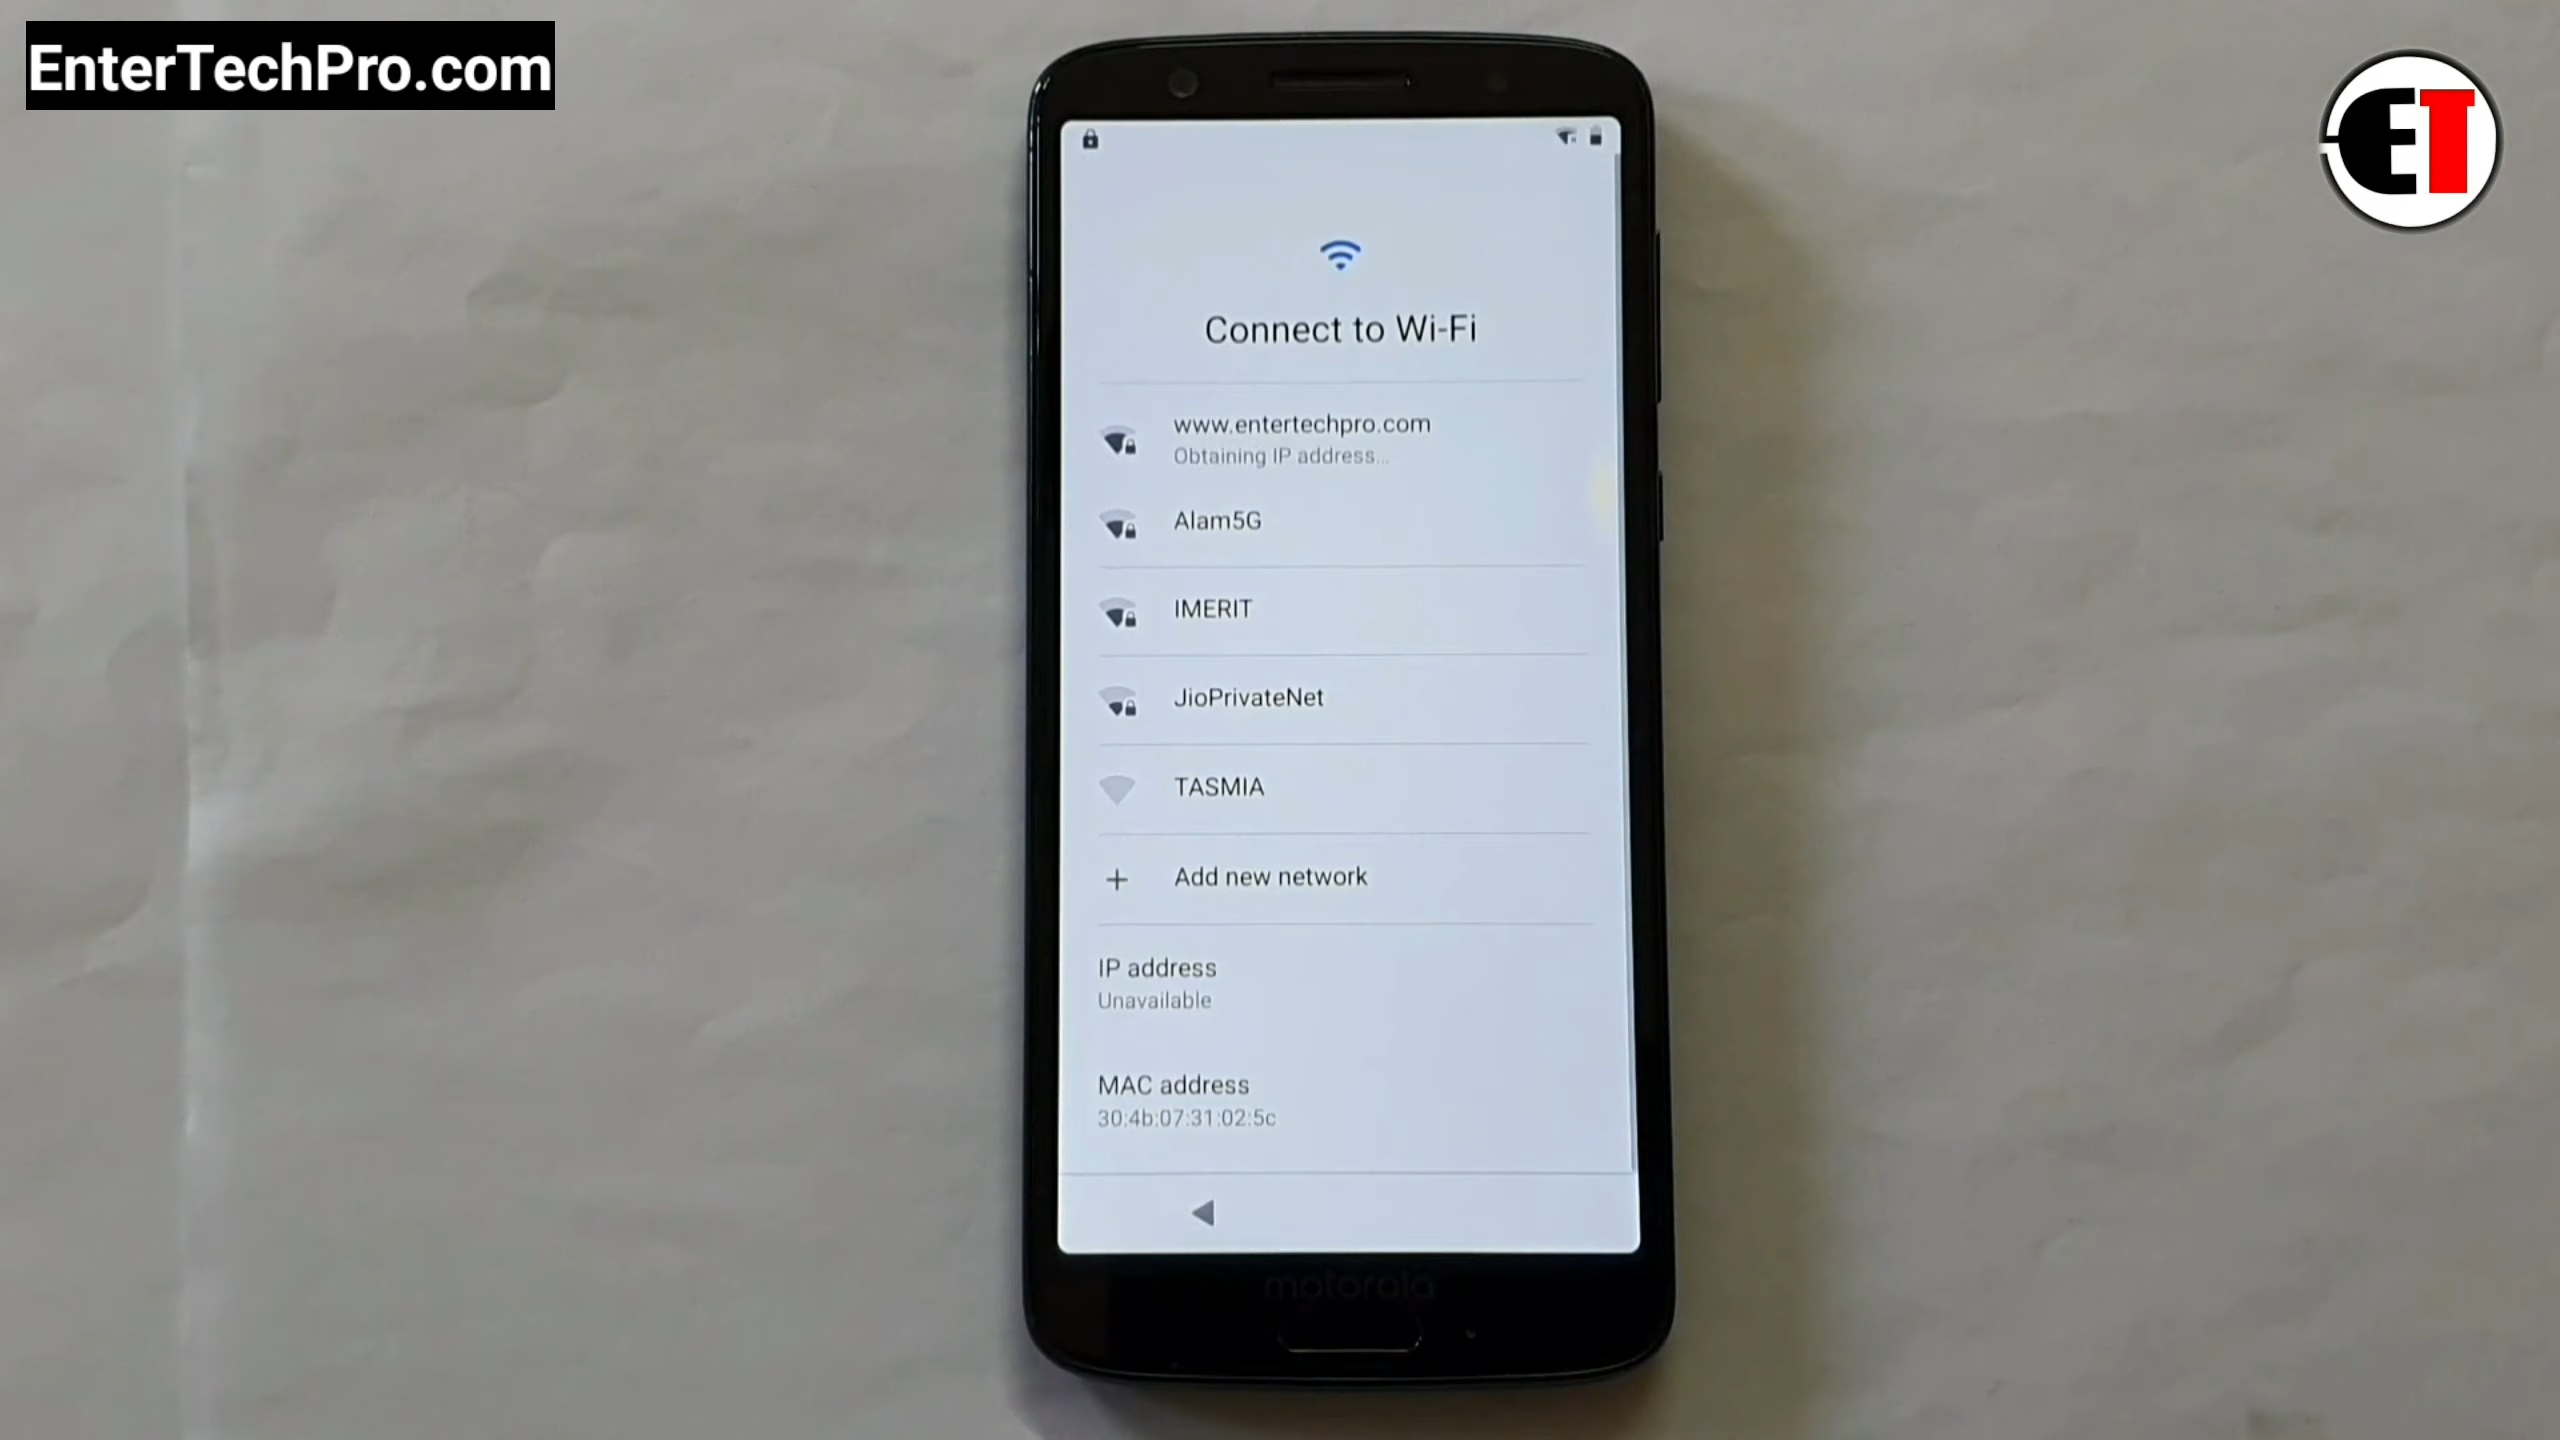 EnterTechPro.com
ET
Connect to Wi-Fi
www.entertechpro.com
Obtaining IP address...
Alam5G
IMERIT
JioPrivateNet
TASMIA
+ Add new network
IP address
Unavailable
MAC address
30:4b:07:31:02:5c
motorola